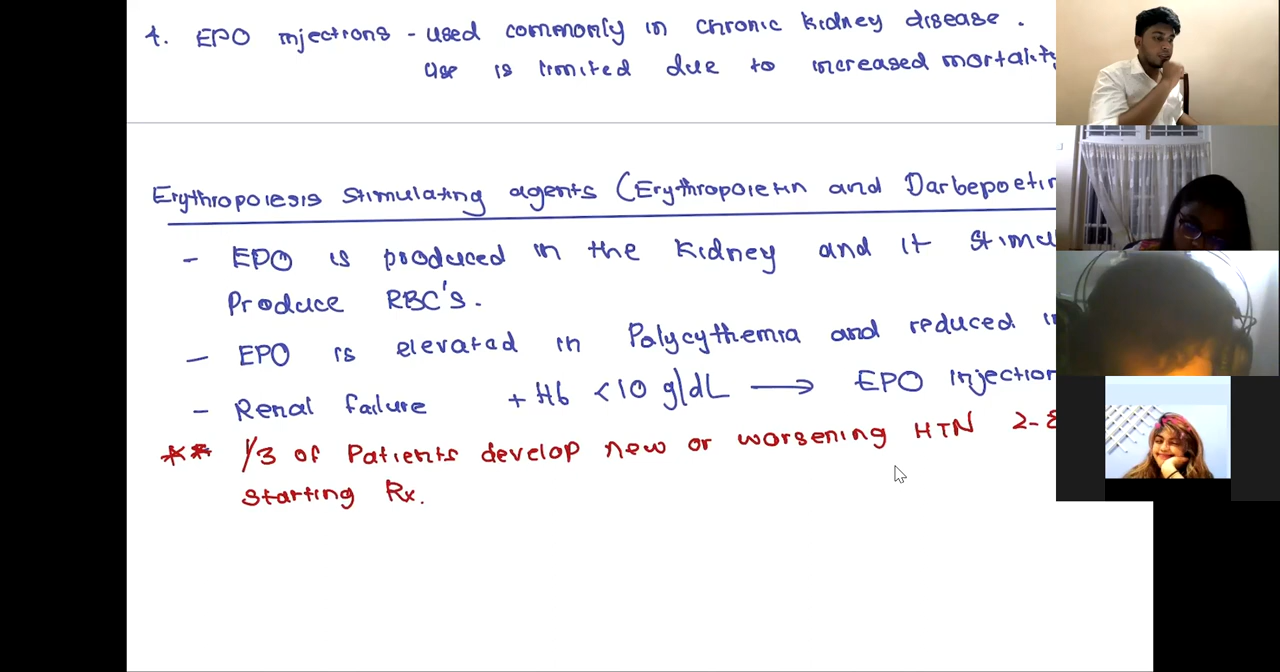 4. EPO injections - used commonly in chronic kidney disease.
Use is limited due to increased mortality
Erythropoiesis Stimulating agents (Erythropoietin and Darbepoetin
- EPO is produced in the kidney and it stimu
Produce RBC's.
- EPO is elevated in Polycythemia and reduced in
- Renal failure + Hb <10 g/dL → EPO injection
** 1/3 of Patients develop new or worsening HTN 2-8
starting Rx.